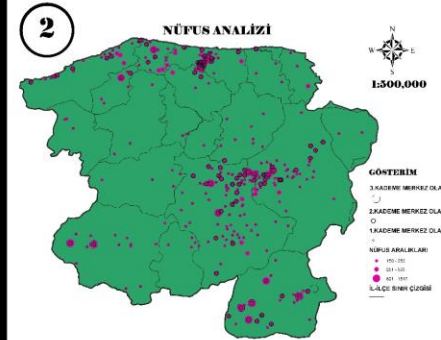 2
NÜFUS ANALİZİ
N
W E
S
1:500,000
GÖSTERİM
3.KADEME MERKEZ OLA
2.KADEME MERKEZ OLA
1.KADEME MERKEZ OLA
NÜFUS ARALIKLARI
İL-İLÇE SINIR ÇİZGİSİ